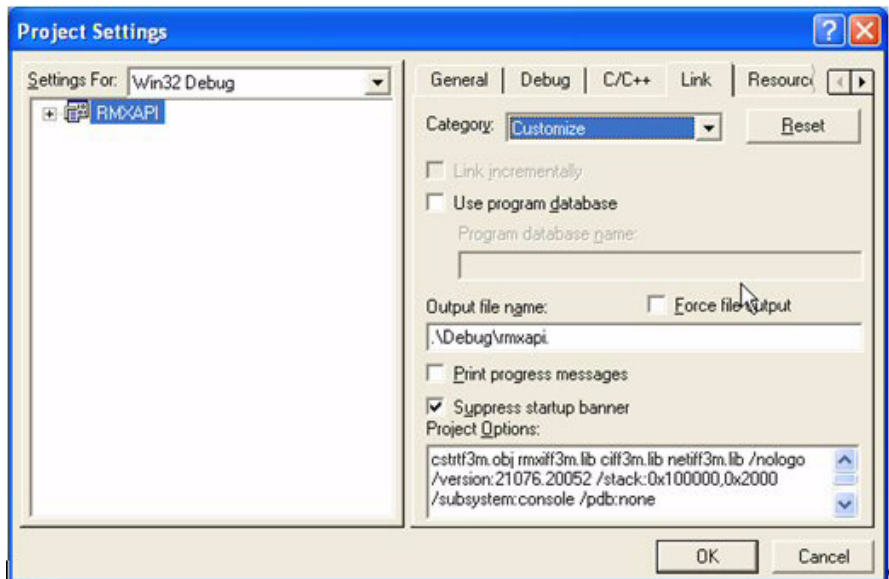 Project Settings
Settings For: Win32 Debug
RMXAPI
General Debug C/C++ Link
Category: Customize Reset
Link incrementally
Use program database
Program database name:
Output file name: Force file output
.\Debug\rmxapi.
Print progress messages
Suppress startup banner
Project Options:
cstrtf3m.obj rmxiff3m.lib ciff3m.lib netiff3m.lib /nologo
/version:21076.20052 /stack:0x100000,0x2000
/subsystem:console /pdb:none
OK Cancel